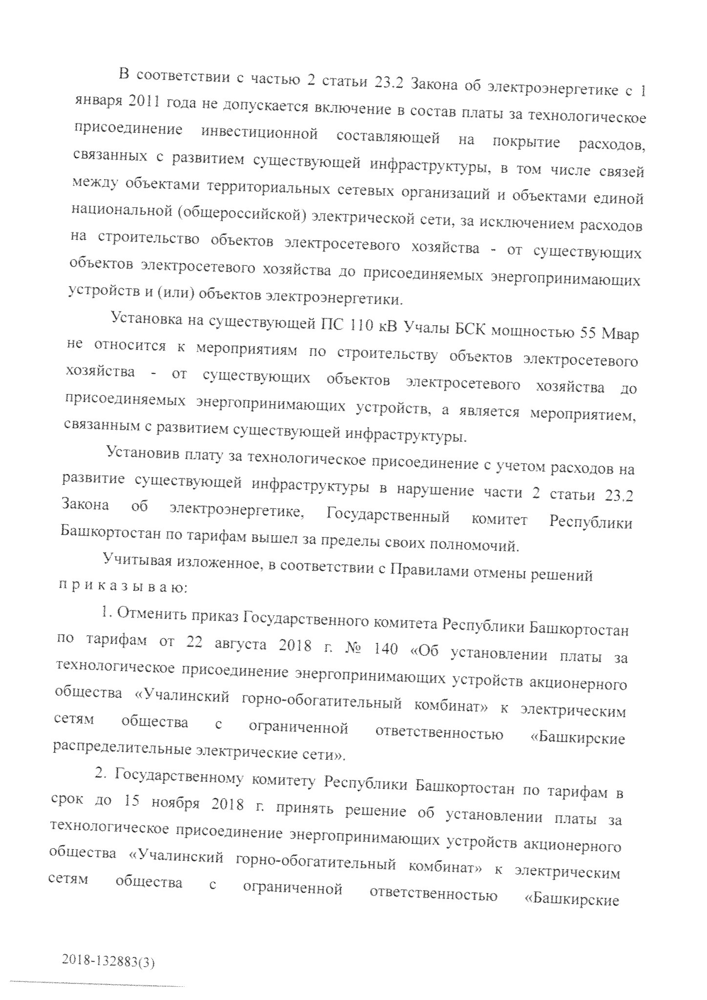 В соответствии с частью 2 статьи 23.2 Закона об электроэнергетике с 1
января 2011 года не допускается включение в состав платы за технологическое
присоединение инвестиционной составляющей на покрытие расходов,
связанных с развитием существующей инфраструктуры, в том числе связей
между объектами территориальных сетевых организаций и объектами единой
национальной (общероссийской) электрической сети, за исключением расходов
на строительство объектов электросетевого хозяйства - от существующих
объектов электросетевого хозяйства до присоединяемых энергопринимающих
устройств и (или) объектов электроэнергетики.
Установка на существующей ПС 110 кВ Учалы БСК мощностью 55 Мвар
не относится к мероприятиям по строительству объектов электросетевого
хозяйства - от существующих объектов электросетевого хозяйства до
присоединяемых энергопринимающих устройств, а является мероприятием,
связанным с развитием существующей инфраструктуры.
Установив плату за технологическое присоединение с учетом расходов на
развитие существующей инфраструктуры в нарушение части 2 статьи 23.2
Закона об электроэнергетике, Государственный комитет Республики
Башкортостан по тарифам вышел за пределы своих полномочий.
Учитывая изложенное, в соответствии с Правилами отмены решений
п р и к а з ы в а ю:
1. Отменить приказ Государственного комитета Республики Башкортостан
по тарифам от 22 августа 2018 г. № 140 «Об установлении платы за
технологическое присоединение энергопринимающих устройств акционерного
общества «Учалинский горно-обогатительный комбинат» к электрическим
сетям общества с ограниченной ответственностью «Башкирские
распределительные электрические сети».
2. Государственному комитету Республики Башкортостан по тарифам в
срок до 15 ноября 2018 г. принять решение об установлении платы за
технологическое присоединение энергопринимающих устройств акционерного
общества «Учалинский горно-обогатительный комбинат» к электрическим
сетям общества с ограниченной ответственностью «Башкирские
2018-132883(3)